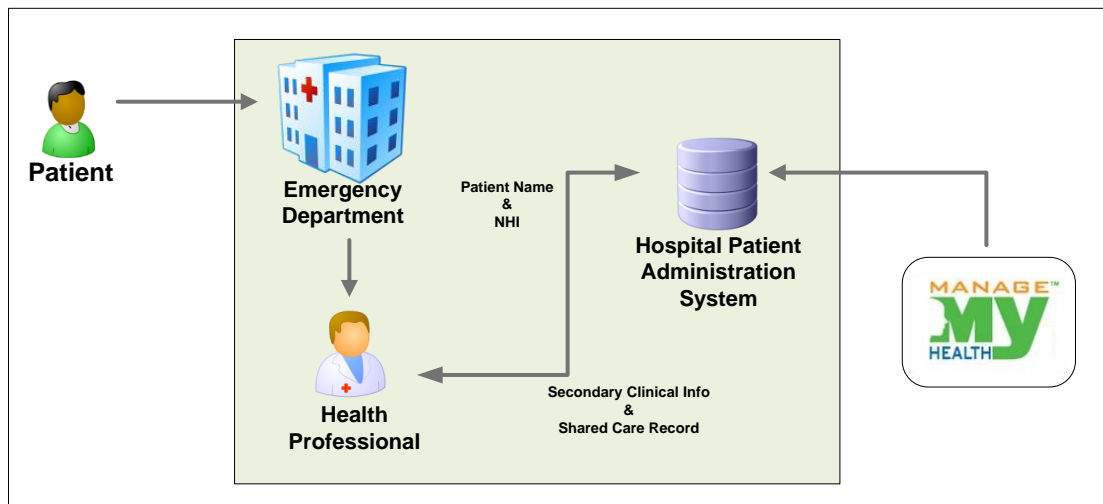 Patient
Emergency
Department
Patient Name
&
NHI
Hospital Patient
Administration
System
MANAGE™
MY
HEALTH
Health
Professional
Secondary Clinical Info
&
Shared Care Record